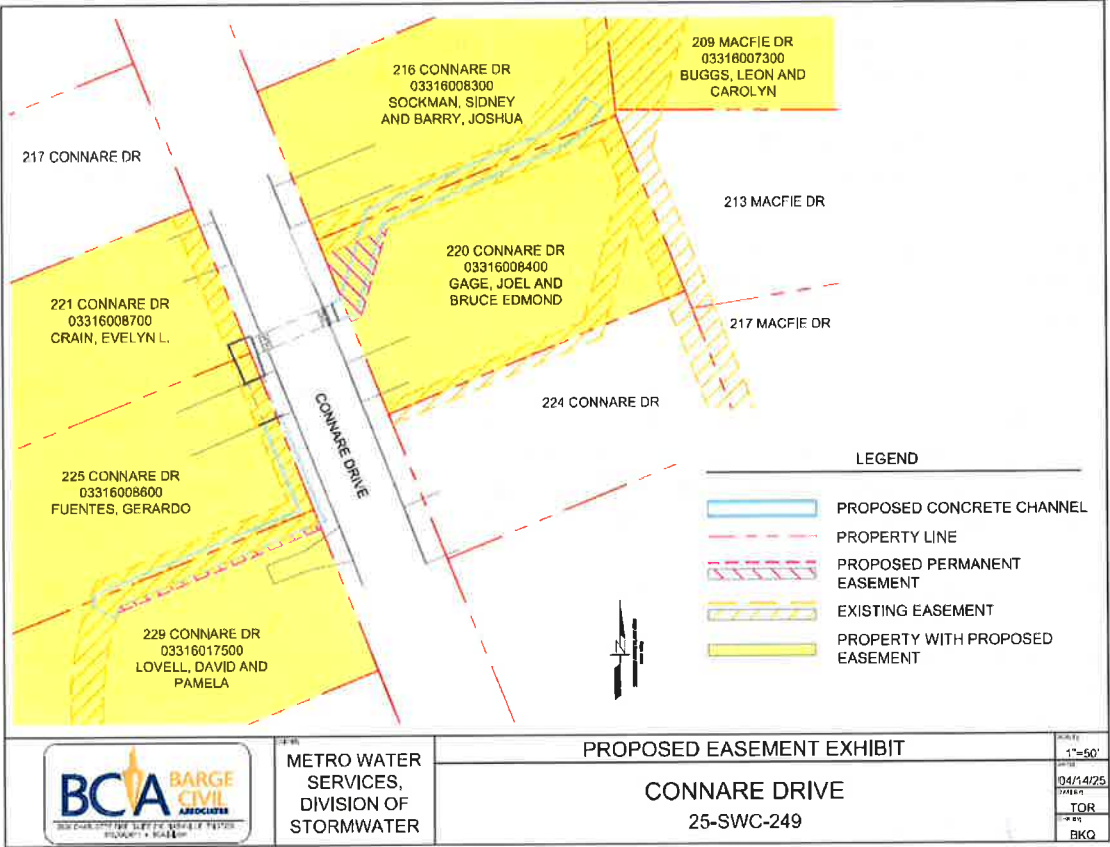 216 CONNARE DR
03316008300
SOCKMAN, SIDNEY
AND BARRY, JOSHUA
209 MACFIE DR
03316007300
BUGGS, LEON AND
CAROLYN
217 CONNARE DR
213 MACFIE DR
220 CONNARE DR
03316008400
GAGE, JOEL AND
BRUCE EDMOND
221 CONNARE DR
03316008700
CRAIN, EVELYN L.
217 MACFIE DR
224 CONNARE DR
CONNARE DRIVE
225 CONNARE DR
03316008600
FUENTES, GERARDO
229 CONNARE DR
03316017500
LOVELL, DAVID AND
PAMELA
LEGEND
PROPOSED CONCRETE CHANNEL
PROPERTY LINE
PROPOSED PERMANENT
EASEMENT
EXISTING EASEMENT
PROPERTY WITH PROPOSED
EASEMENT
N
BCA BARGE
CIVIL
ASSOCIATES
METRO WATER
SERVICES,
DIVISION OF
STORMWATER
PROPOSED EASEMENT EXHIBIT
CONNARE DRIVE
25-SWC-249
1"=50'
04/14/25
TOR
BKQ